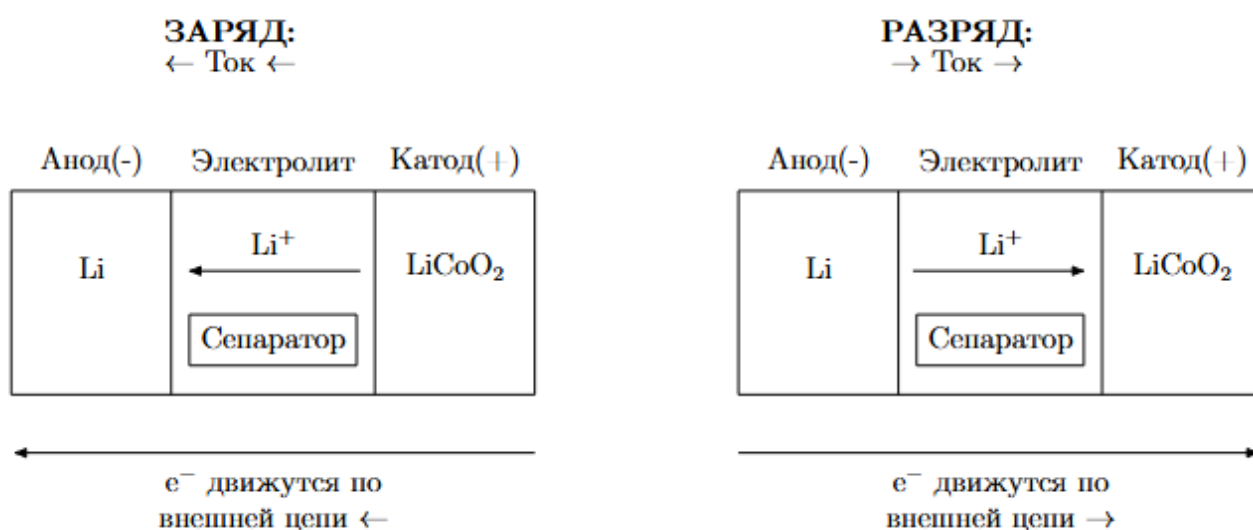 ЗАРЯД:
← Ток ←
Анод(-) Электролит Катод(+)
Li
Li⁺
LiCoO₂
Сепаратор
e⁻ движутся по
внешней цепи ←
РАЗРЯД:
→ Ток →
Анод(-) Электролит Катод(+)
Li
Li⁺
LiCoO₂
Сепаратор
e⁻ движутся по
внешней цепи →